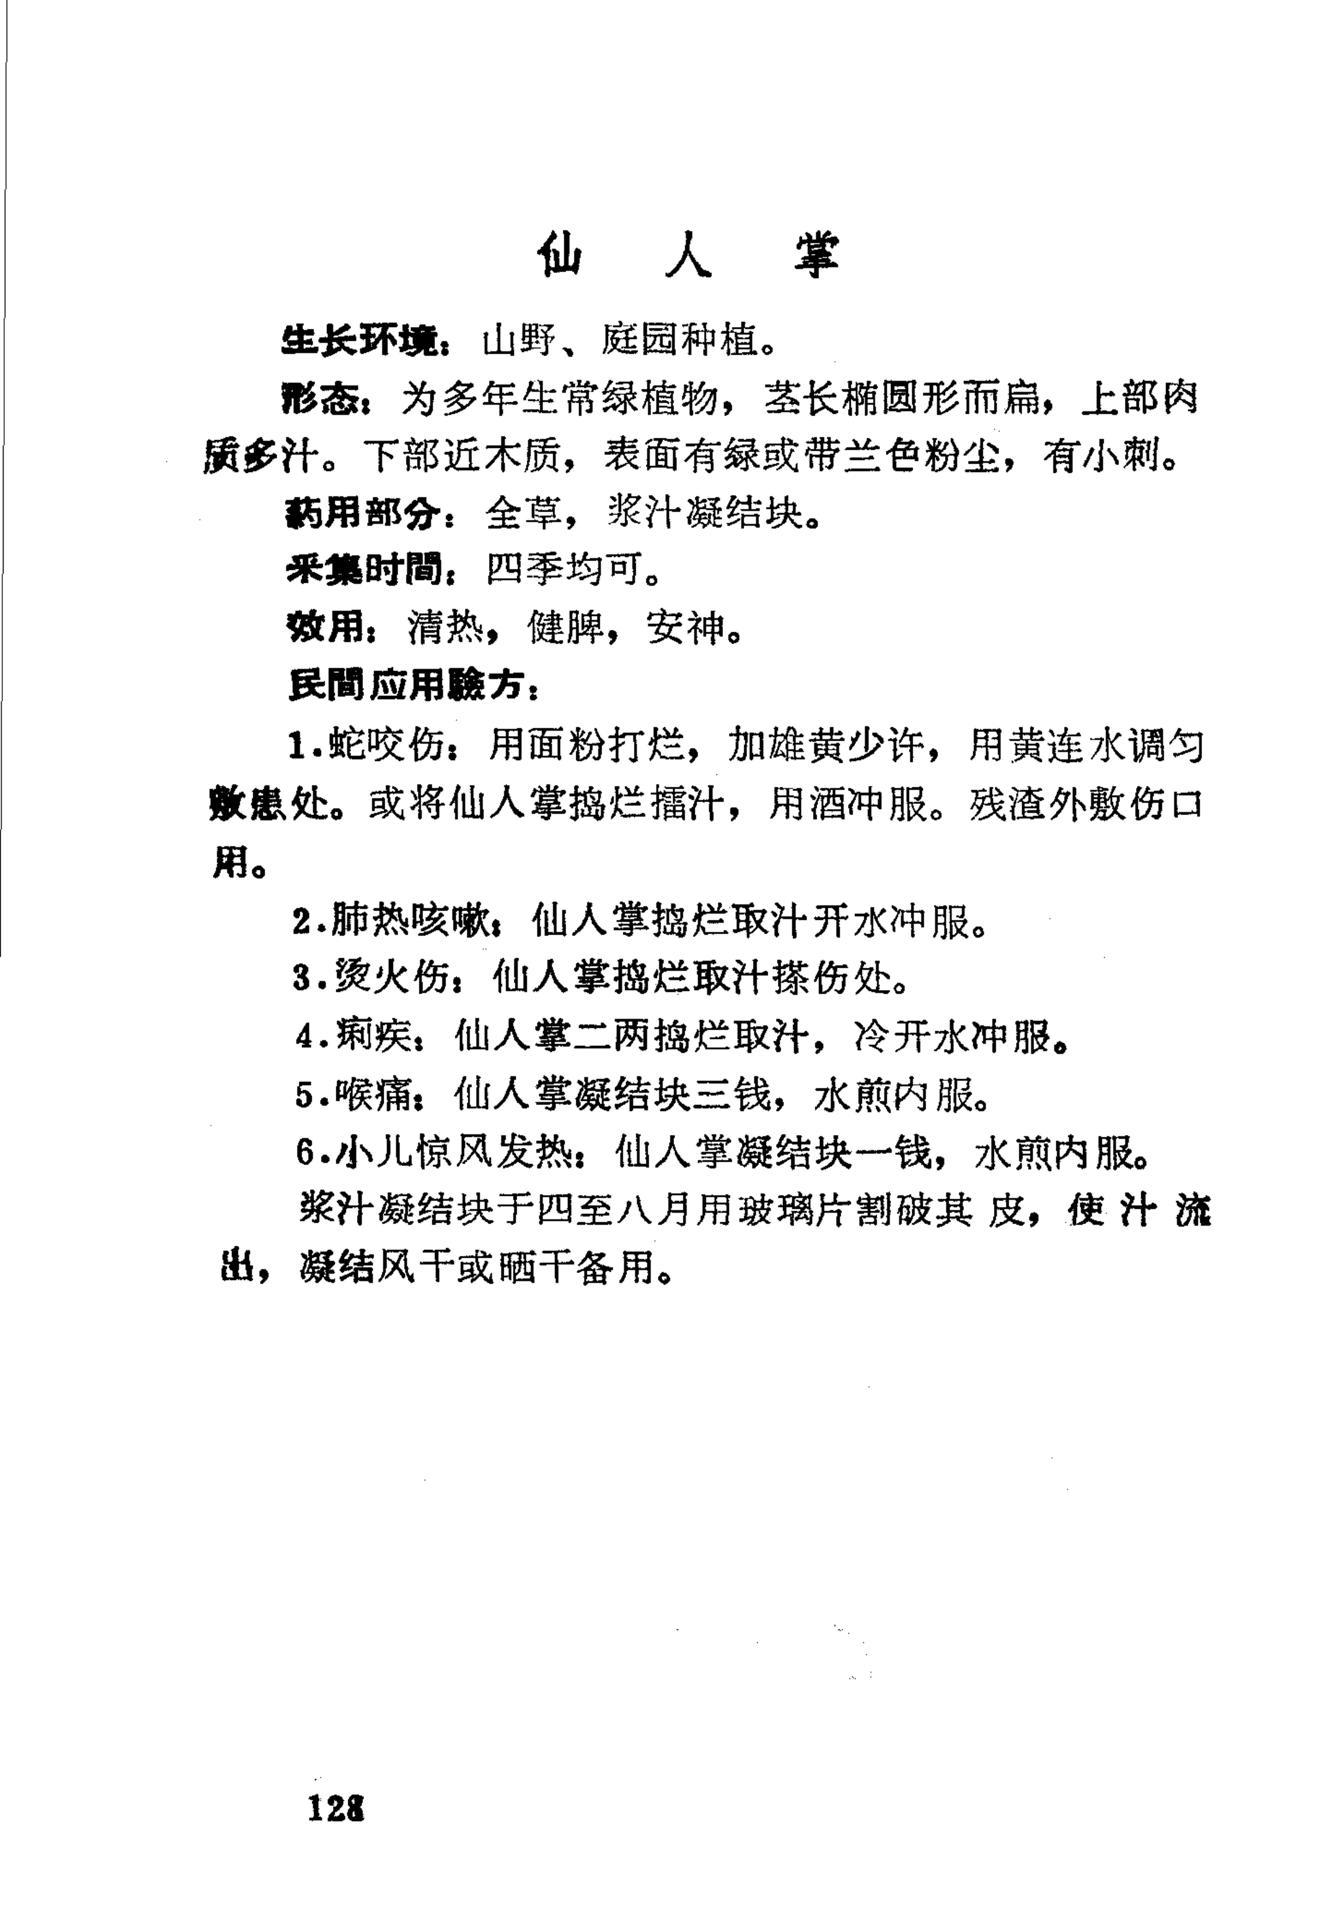 仙人掌
生长环境：山野、庭园种植。
形态：为多年生常绿植物，茎长椭圆形而扁，上部肉
质多汁。下部近木质，表面有绿或带兰色粉尘，有小刺。
药用部分：全草，浆汁凝结块。
采集时間：四季均可。
效用：清热，健脾，安神。
民間应用驗方：
1.蛇咬伤：用面粉打烂，加雄黄少许，用黄连水调匀
敷患处。或将仙人掌捣烂擂汁，用酒冲服。残渣外敷伤口
用。
2.肺热咳嗽：仙人掌捣烂取汁开水冲服。
3.烫火伤：仙人掌捣烂取汁搽伤处。
4.痢疾：仙人掌二两捣烂取汁，冷开水冲服。
5.喉痛：仙人掌凝结块三钱，水煎内服。
6.小儿惊风发热：仙人掌凝结块一钱，水煎内服。
浆汁凝结块于四至八月用玻璃片割破其皮，使汁流
出，凝结风干或晒干备用。
128